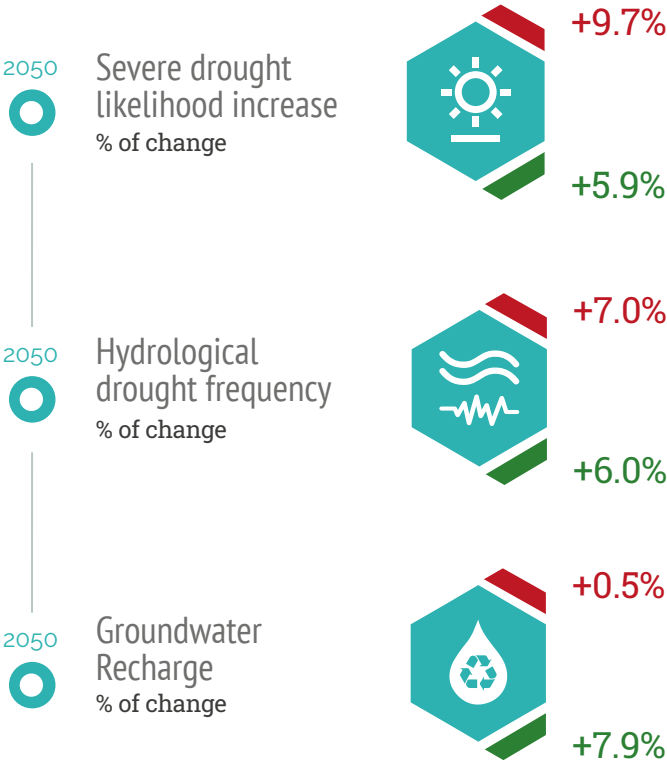 2050
Severe drought
likelihood increase
% of change
+9.7%
+5.9%
2050
Hydrological
drought frequency
% of change
+7.0%
+6.0%
2050
Groundwater
Recharge
% of change
+0.5%
+7.9%